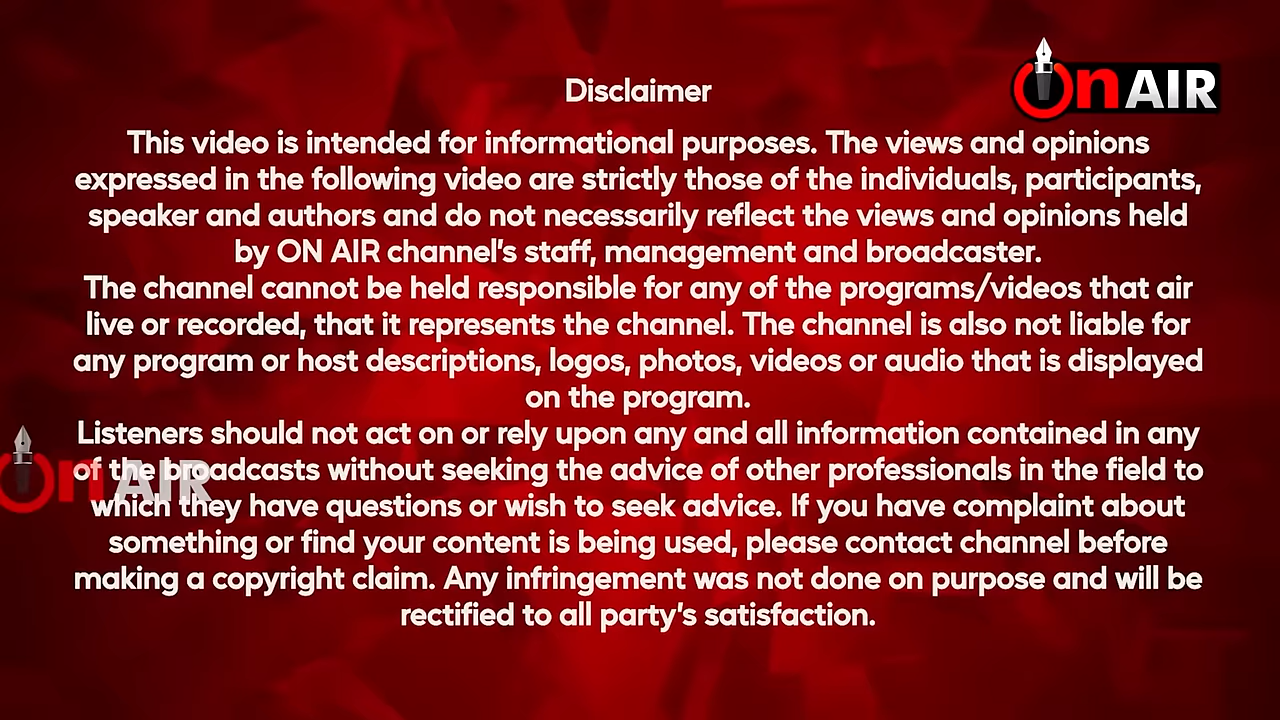 On AIR
Disclaimer
This video is intended for informational purposes. The views and opinions
expressed in the following video are strictly those of the individuals, participants,
speaker and authors and do not necessarily reflect the views and opinions held
by ON AIR channel's staff, management and broadcaster.
The channel cannot be held responsible for any of the programs/videos that air
live or recorded, that it represents the channel. The channel is also not liable for
any program or host descriptions, logos, photos, videos or audio that is displayed
on the program.
Listeners should not act on or rely upon any and all information contained in any
of the broadcasts without seeking the advice of other professionals in the field to
On AIR
which they have questions or wish to seek advice. If you have complaint about
something or find your content is being used, please contact channel before
making a copyright claim. Any infringement was not done on purpose and will be
rectified to all party's satisfaction.